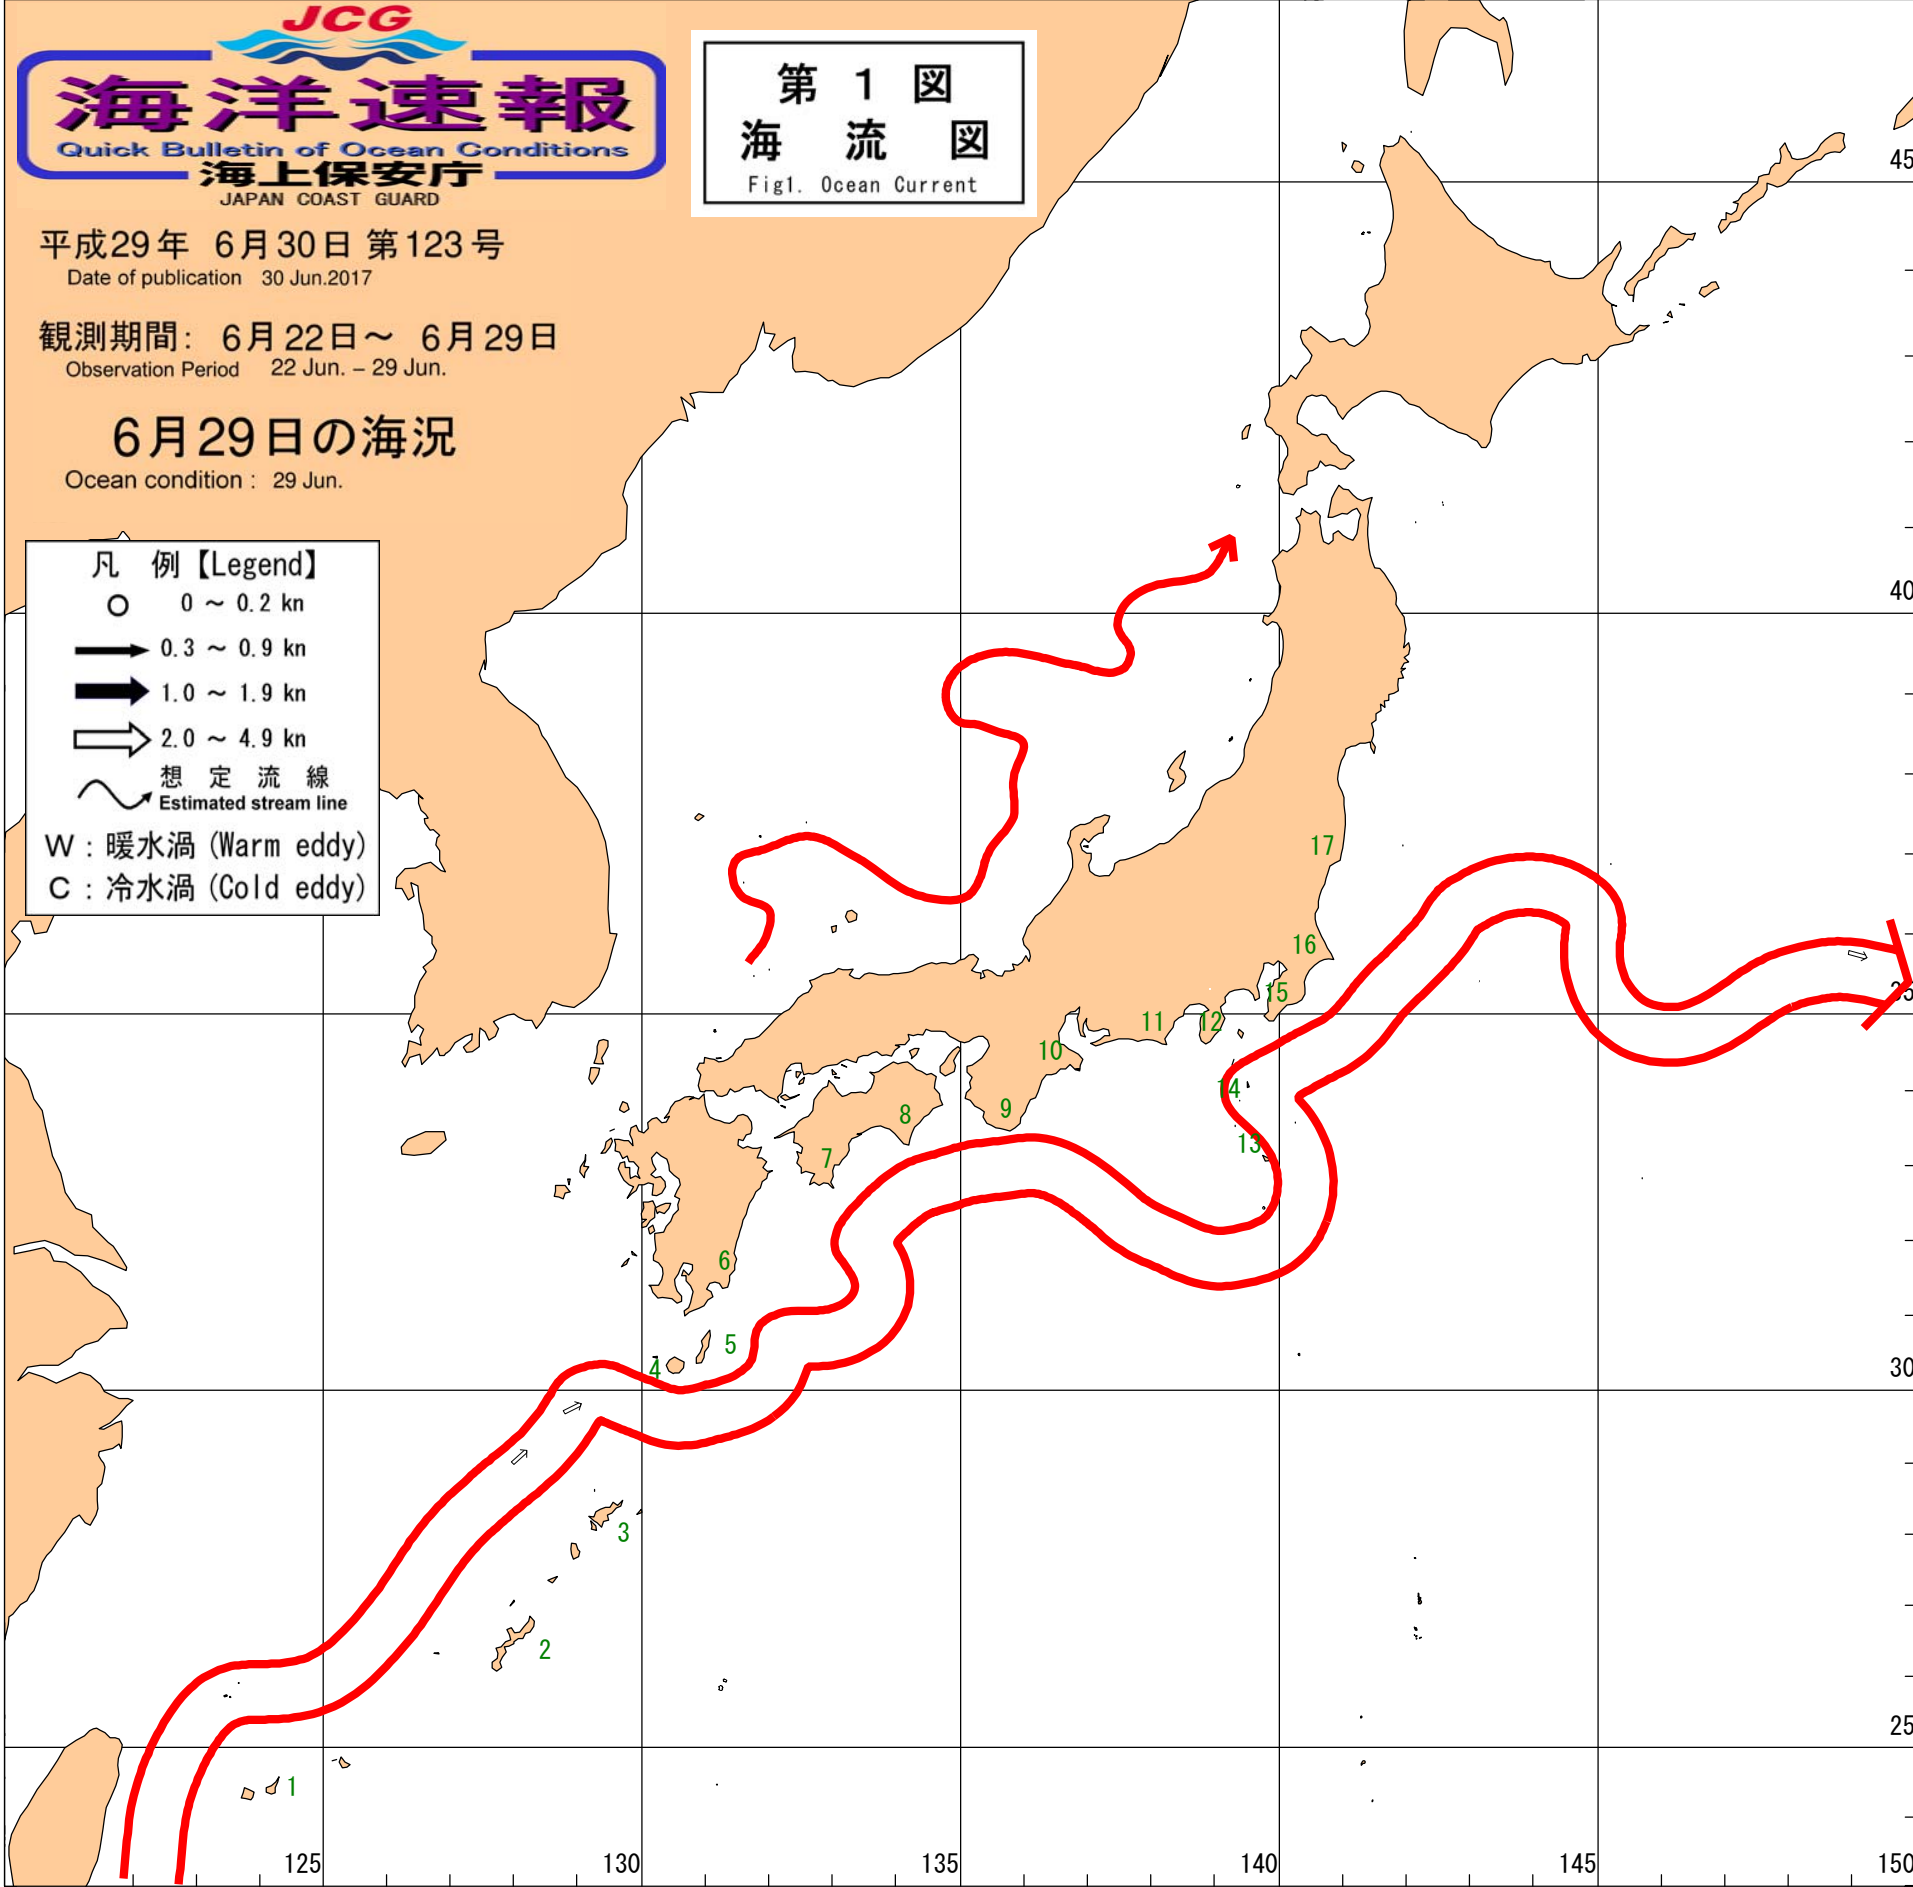 JCG
海洋速報
Quick Bulletin of Ocean Conditions
海上保安庁
JAPAN COAST GUARD
平成29年 6月30日 第123号
Date of publication 30 Jun.2017
観測期間: 6月22日～ 6月29日
Observation Period 22 Jun. – 29 Jun.
6月29日の海況
Ocean condition : 29 Jun.
第 1 図
海 流 図
Fig1. Ocean Current
凡 例【Legend】
0 ～ 0.2 kn
0.3 ～ 0.9 kn
1.0 ～ 1.9 kn
2.0 ～ 4.9 kn
想 定 流 線
Estimated stream line
W : 暖水渦 (Warm eddy)
C : 冷水渦 (Cold eddy)
45
40
35
30
25
17
16
15
14
13
12
11
10
9
8
7
6
5
4
3
2
1
125
130
135
140
145
150